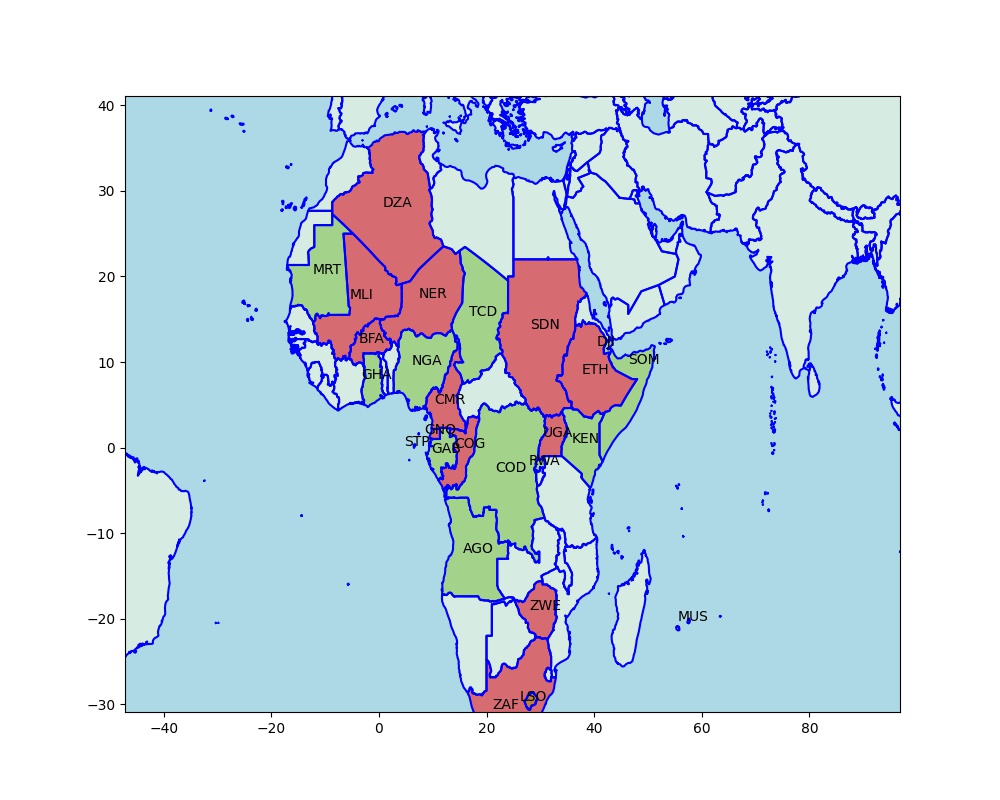 40
30
20
10
0
−10
−20
−30
−40
−20
0
20
40
60
80
DZA
MRT
MLI
NER
TCD
SDN
BFA
DJI
NGA
SOM
GHA
ETH
CMR
GNQ
STP
COG
GAB
UGA
KEN
RWA
COD
AGO
ZWE
MUS
LSO
ZAF